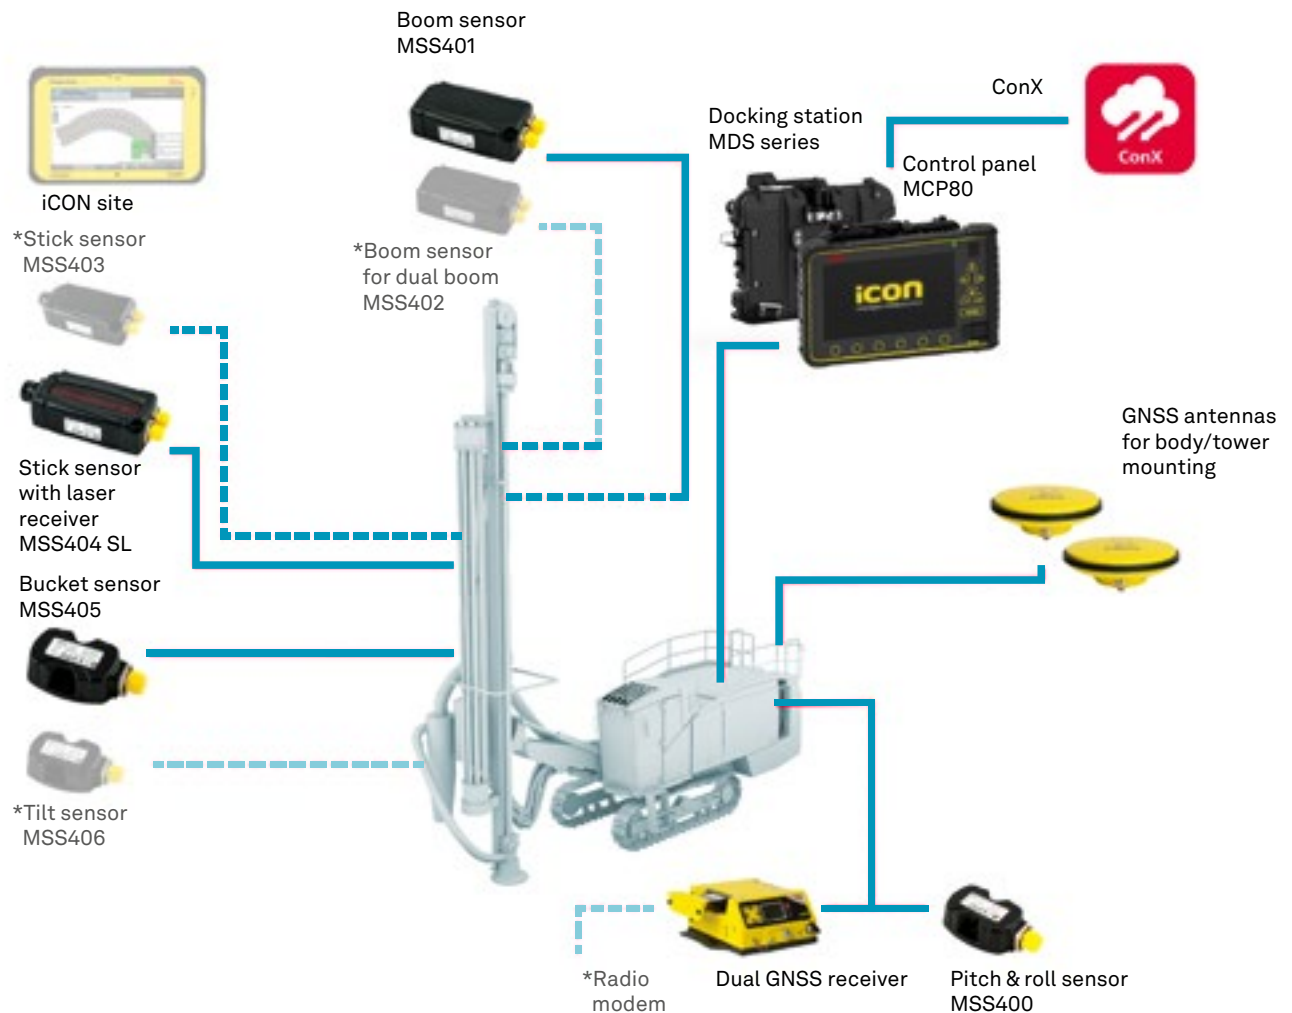 Boom sensor
MSS401
ConX
ConX
Docking station
MDS series
Control panel
MCP80
iCON
iCON site
*Stick sensor
MSS403
*Boom sensor
for dual boom
MSS402
GNSS antennas
for body/tower
mounting
Stick sensor
with laser
receiver
MSS404 SL
Bucket sensor
MSS405
*Tilt sensor
MSS406
*Radio
modem
Dual GNSS receiver
Pitch & roll sensor
MSS400